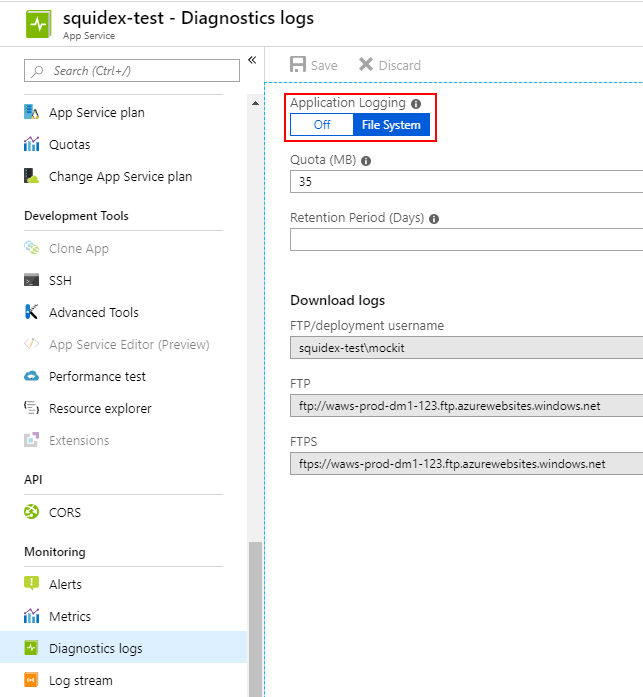 squidex-test - Diagnostics logs
App Service
Search (Ctrl+/)
«
App Service plan
Quotas
Change App Service plan
Development Tools
Clone App
SSH
Advanced Tools
App Service Editor (Preview)
Performance test
Resource explorer
Extensions
API
CORS
Monitoring
Alerts
Metrics
Diagnostics logs
Log stream
Save Discard
Application Logging
Off File System
Quota (MB)
35
Retention Period (Days)
Download logs
FTP/deployment username
squidex-test\mockit
FTP
ftp://waws-prod-dm1-123.ftp.azurewebsites.windows.net
FTPS
ftps://waws-prod-dm1-123.ftp.azurewebsites.windows.net